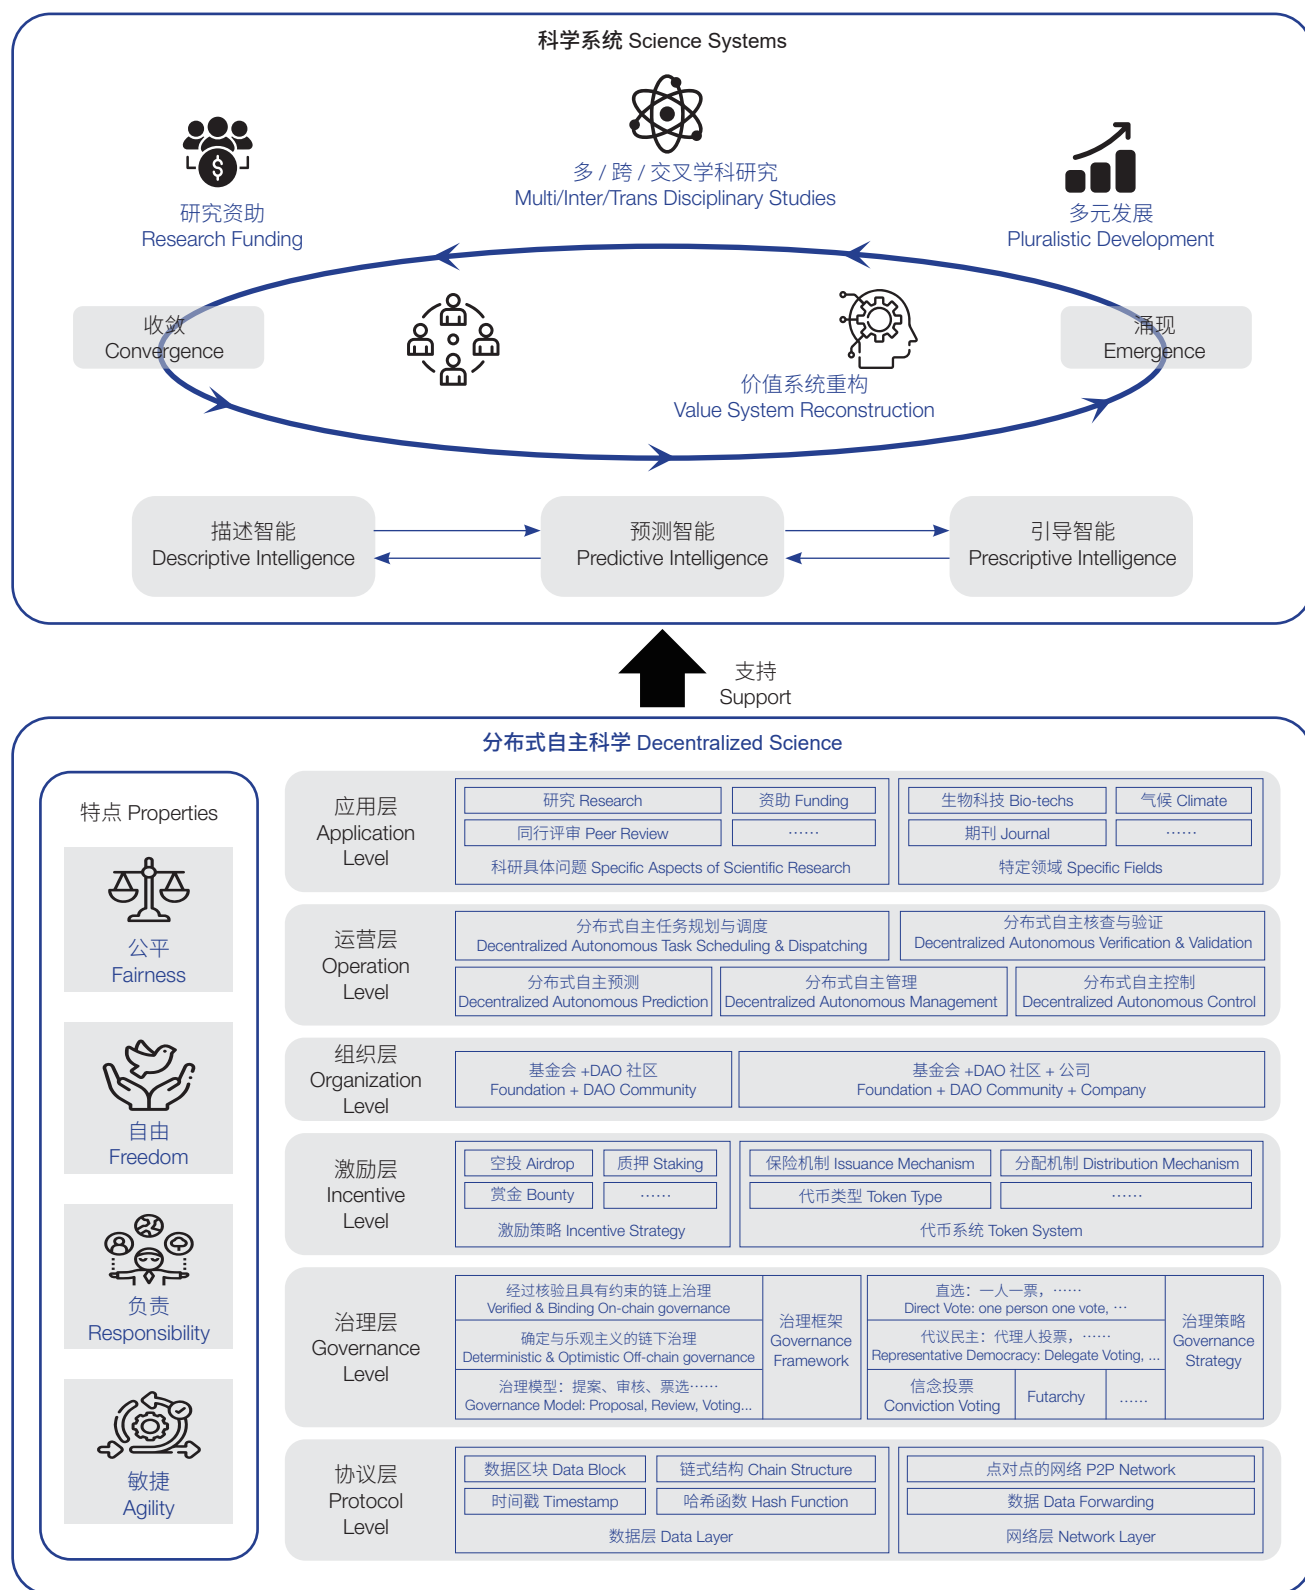 科学系统 Science Systems
研究资助
Research Funding
多 / 跨 / 交叉学科研究
Multi/Inter/Trans Disciplinary Studies
多元发展
Pluralistic Development
收敛
Convergence
涌现
Emergence
价值系统重构
Value System Reconstruction
描述智能
Descriptive Intelligence
预测智能
Predictive Intelligence
引导智能
Prescriptive Intelligence
支持
Support
分布式自主科学 Decentralized Science
特点 Properties
公平
Fairness
自由
Freedom
负责
Responsibility
敏捷
Agility
应用层
Application
Level
研究 Research
资助 Funding
同行评审 Peer Review
……
科研具体问题 Specific Aspects of Scientific Research
生物科技 Bio-techs
气候 Climate
期刊 Journal
……
特定领域 Specific Fields
运营层
Operation
Level
分布式自主任务规划与调度
Decentralized Autonomous Task Scheduling & Dispatching
分布式自主核查与验证
Decentralized Autonomous Verification & Validation
分布式自主预测
Decentralized Autonomous Prediction
分布式自主管理
Decentralized Autonomous Management
分布式自主控制
Decentralized Autonomous Control
组织层
Organization
Level
基金会 +DAO 社区
Foundation + DAO Community
基金会 +DAO 社区 + 公司
Foundation + DAO Community + Company
激励层
Incentive
Level
空投 Airdrop
质押 Staking
赏金 Bounty
……
激励策略 Incentive Strategy
保险机制 Issuance Mechanism
分配机制 Distribution Mechanism
代币类型 Token Type
……
代币系统 Token System
治理层
Governance
Level
经过核验且具有约束的链上治理
Verified & Binding On-chain governance
确定与乐观主义的链下治理
Deterministic & Optimistic Off-chain governance
治理模型：提案、审核、票选……
Governance Model: Proposal, Review, Voting...
治理框架
Governance
Framework
直选：一人一票，……
Direct Vote: one person one vote, …
代议民主：代理人投票，……
Representative Democracy: Delegate Voting, ...
信念投票
Conviction Voting
Futarchy
……
治理策略
Governance
Strategy
协议层
Protocol
Level
数据区块 Data Block
链式结构 Chain Structure
时间戳 Timestamp
哈希函数 Hash Function
数据层 Data Layer
点对点的网络 P2P Network
数据 Data Forwarding
网络层 Network Layer